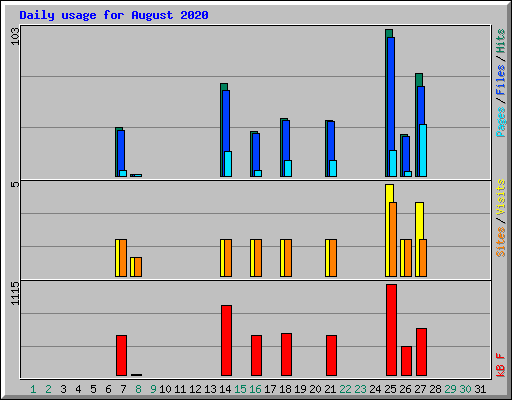 Daily usage for August 2020
103
5
1115
Pages / Files / Hits
Sites / Visits
kB F
1 2 3 4 5 6 7 8 9 10 11 12 13 14 15 16 17 18 19 20 21 22 23 24 25 26 27 28 29 30 31